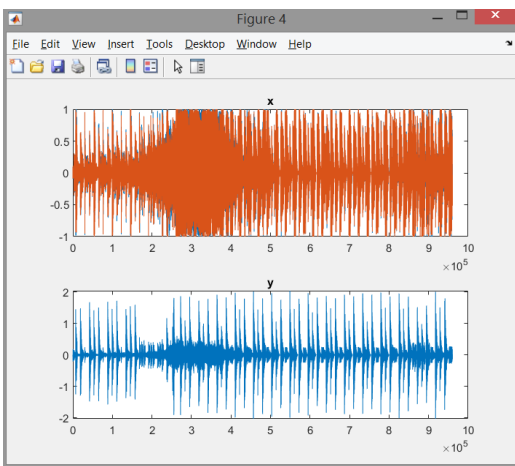 Figure 4
File Edit View Insert Tools Desktop Window Help
x
1
0.5
0
-0.5
-1
0 1 2 3 4 5 6 7 8 9 10
×10^5
y
2
1
0
-1
-2
0 1 2 3 4 5 6 7 8 9 10
×10^5